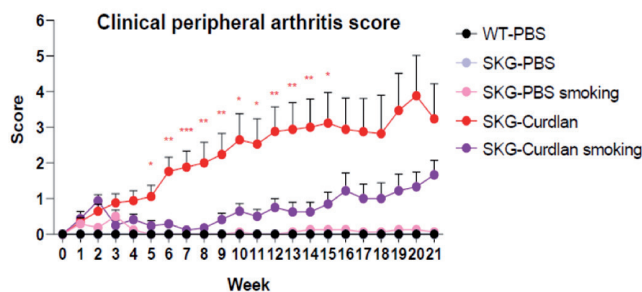 Clinical peripheral arthritis score
6
5
4
3
2
1
0
Score
* ** *** ** ** * * ** ** ** *
0 1 2 3 4 5 6 7 8 9 10 11 12 13 14 15 16 17 18 19 20 21
Week
WT-PBS
SKG-PBS
SKG-PBS smoking
SKG-Curdlan
SKG-Curdlan smoking